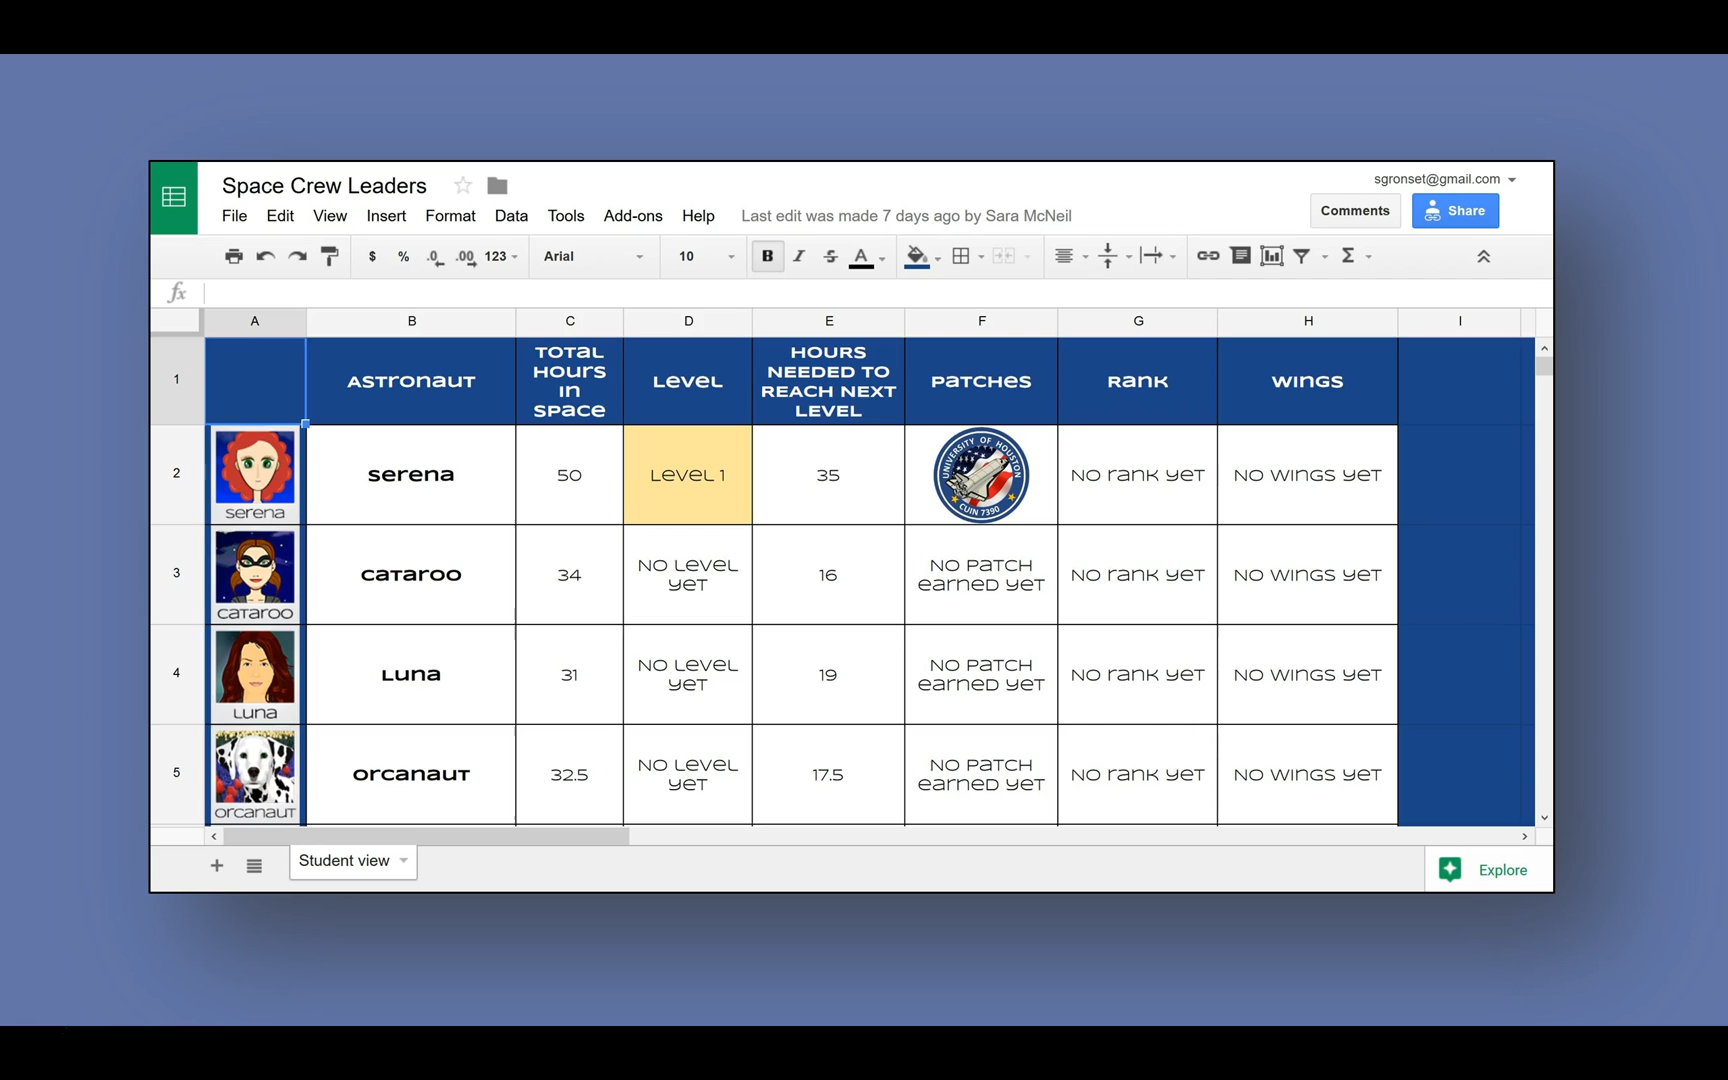 Space Crew Leaders
sgronset@gmail.com
File Edit View Insert Format Data Tools Add-ons Help Last edit was made 7 days ago by Sara McNeil
Comments Share
$ % .0 .00 123 Arial 10 B I S A Σ
fx
A B C D E F G H I
1 ASTRONAUT TOTAL HOURS IN SPACE LEVEL HOURS NEEDED TO REACH NEXT LEVEL PATCHES RANK WINGS
2 serena serena 50 Level 1 35 UNIVERSITY OF HOUSTON CUIN 7390 No rank yet No wings yet
3 cataroo cataroo 34 No level yet 16 No patch earned yet No rank yet No wings yet
4 Luna Luna 31 No level yet 19 No patch earned yet No rank yet No wings yet
5 orcanaut orcanaut 32.5 No level yet 17.5 No patch earned yet No rank yet No wings yet
Student view
Explore